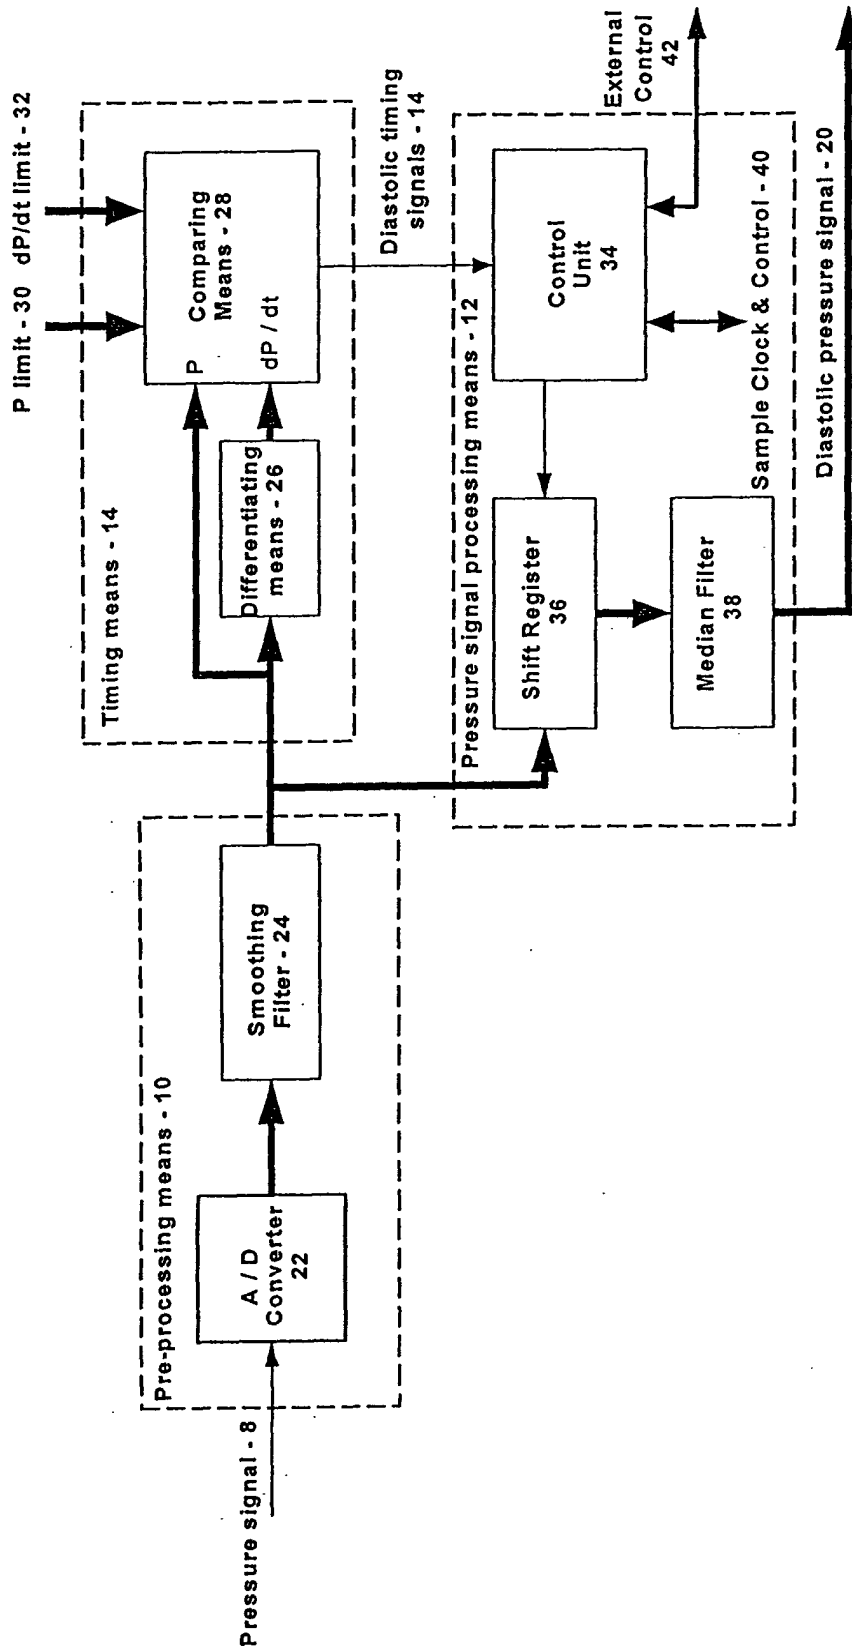 P limit - 30
dP/dt limit - 32
Timing means - 14
Comparing
Means - 28
P
dP / dt
Differentiating
means - 26
Diastolic timing
signals - 14
Pre-processing means - 10
Pressure signal - 8
A / D
Converter
22
Smoothing
Filter - 24
Pressure signal processing means - 12
Control
Unit
34
External
Control
42
Shift Register
36
Median Filter
38
Sample Clock & Control - 40
Diastolic pressure signal - 20